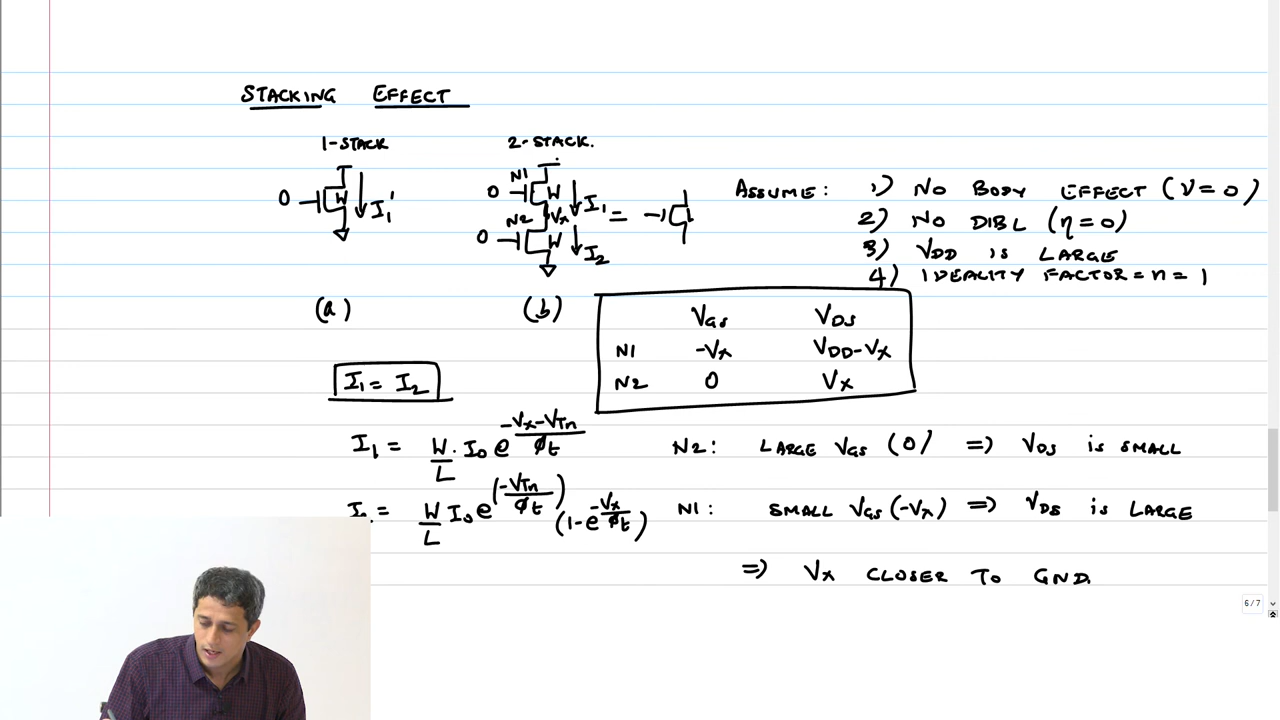 STACKING EFFECT
1-STACK
2-STACK.
0 W I₁'
N1
0 W I₁ =
N2 Vx
0 W I₂
(a)
(b)
ASSUME: 1) NO BODY EFFECT (γ=0)
2) NO DIBL (η=0)
3) VDD IS LARGE
4) IDEALITY FACTOR = n = 1
VGS VDS
N1 -Vx VDD-Vx
N2 0 Vx
I₁ = I₂
I₁ = W/L · I₀ e^((-Vx-VTn)/φt)
W/L I₀ e^(-VTn/φt) (1-e^(-Vx/φt))
N2: LARGE VGS (0) ⇒ VDS is SMALL
N1: SMALL VGS (-Vx) ⇒ VDS is LARGE
⇒ Vx CLOSER TO GND.
6/7